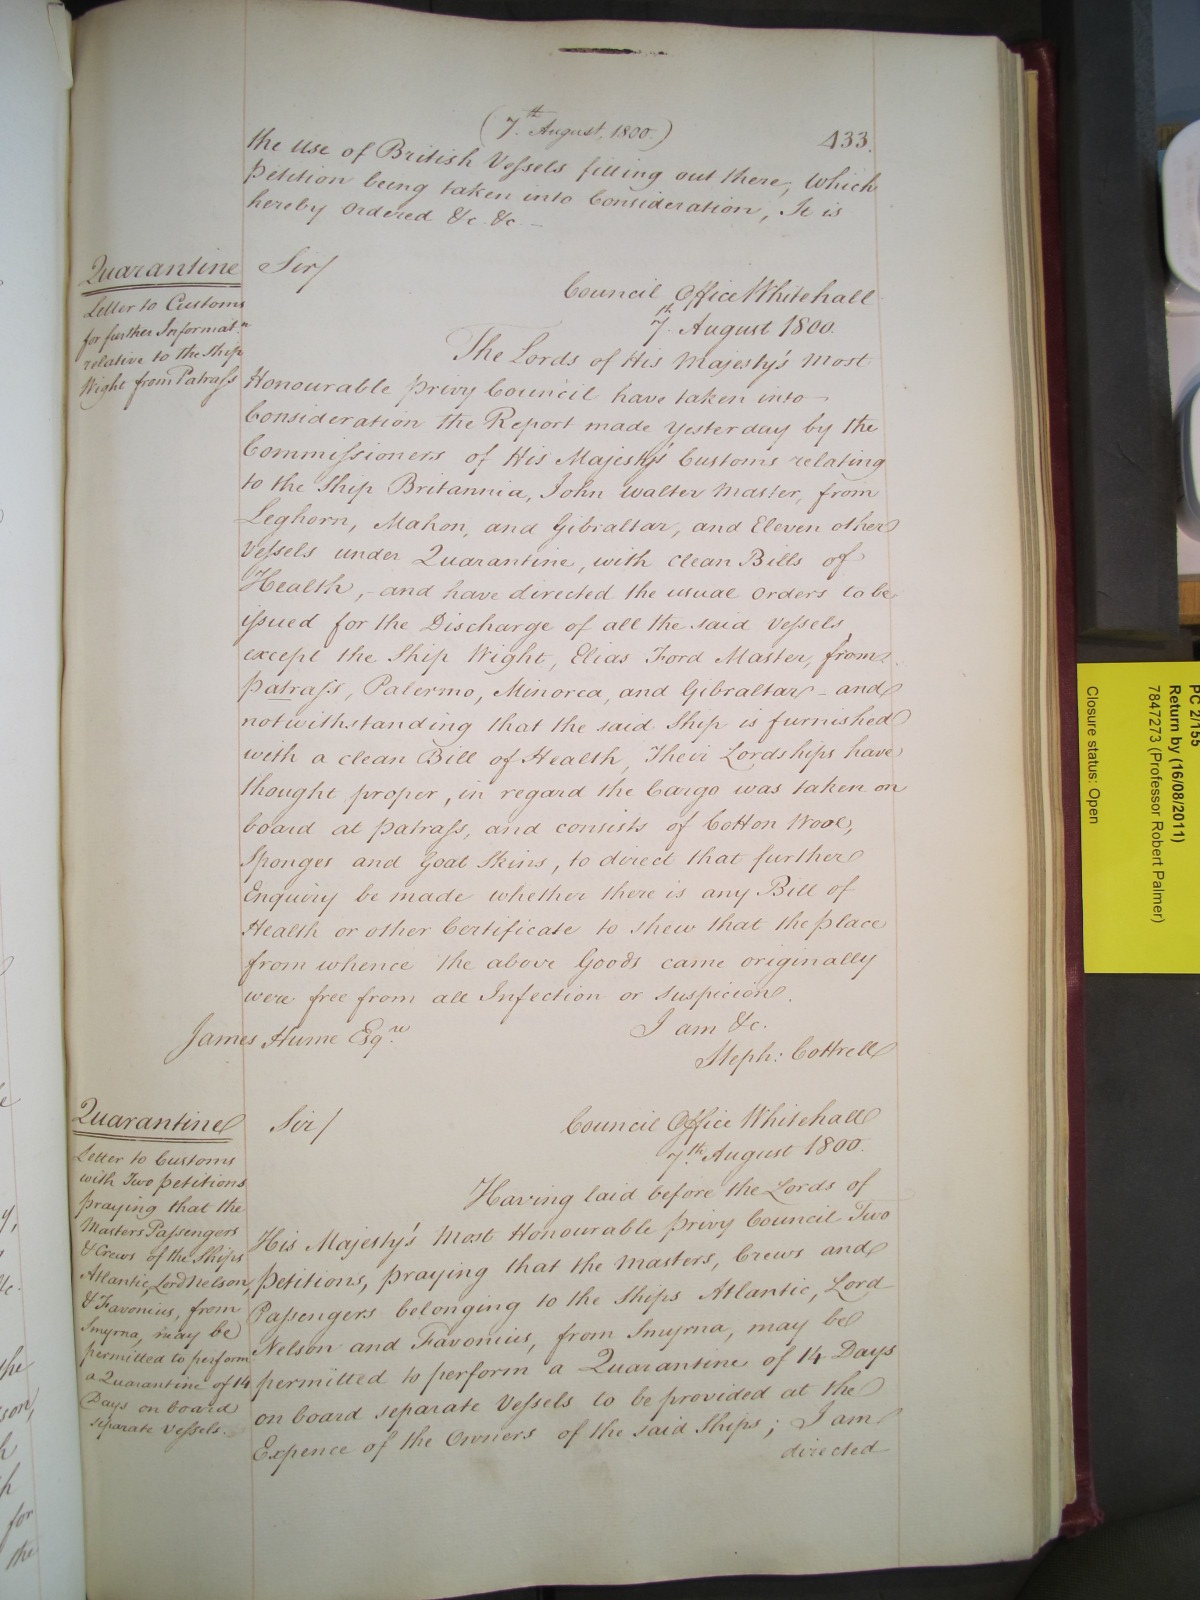 (7th August, 1800.)
433.
the use of British Vessels fitting out there; Which
Petition being taken into Consideration, It is
hereby Ordered &c. &c.
Quarantine
Letter to Customs
for further Informat.n
relative to the Ship
Wight from Patrass
Sir/
Council Office Whitehall
7th August 1800.
The Lords of His Majesty's Most
Honourable Privy Council have taken into
Consideration the Report made yesterday by the
Commissioners of His Majesty's Customs relating
to the Ship Britannia, John Walter Master, from
Leghorn, Mahon, and Gibraltar, and Eleven other
Vessels under Quarantine, with clean Bills of
Health, - and have directed the usual Orders to be
issued for the Discharge of all the said Vessels
except the Ship Wight, Elias Ford Master, from
Patrass, Palermo, Minorca, and Gibraltar - and
notwithstanding that the said Ship is furnished
with a clean Bill of Health, Their Lordships have
thought proper, in regard the Cargo was taken on
board at Patrass, and consists of Cotton Wool,
Sponges and Goat Skins, to direct that further
Enquiry be made whether there is any Bill of
Health or other Certificate to shew that the place
from whence the above Goods came originally
were free from all Infection or Suspicion.
I am &c.
James Hume Esq.re
Steph: Cottrell
Quarantine
Letter to Customs
with Two Petitions
praying that the
Masters Passengers
& Crews of the Ships
Atlantic, Lord Nelson,
& Favonius, from
Smyrna, may be
permitted to perform
a Quarantine of 14
Days on board
separate Vessels.
Sir/
Council Office Whitehall
7th August 1800.
Having laid before the Lords of
His Majesty's Most Honourable Privy Council Two
Petitions, praying that the Masters, Crews and
Passengers belonging to the Ships Atlantic, Lord
Nelson and Favonius, from Smyrna, may be
permitted to perform a Quarantine of 14 Days
on board separate Vessels to be provided at the
Expence of the Owners of the said Ships; I am
directed
PC 2/155
Return by (16/08/2011)
7847273 (Professor Robert Palmer)
Closure status: Open